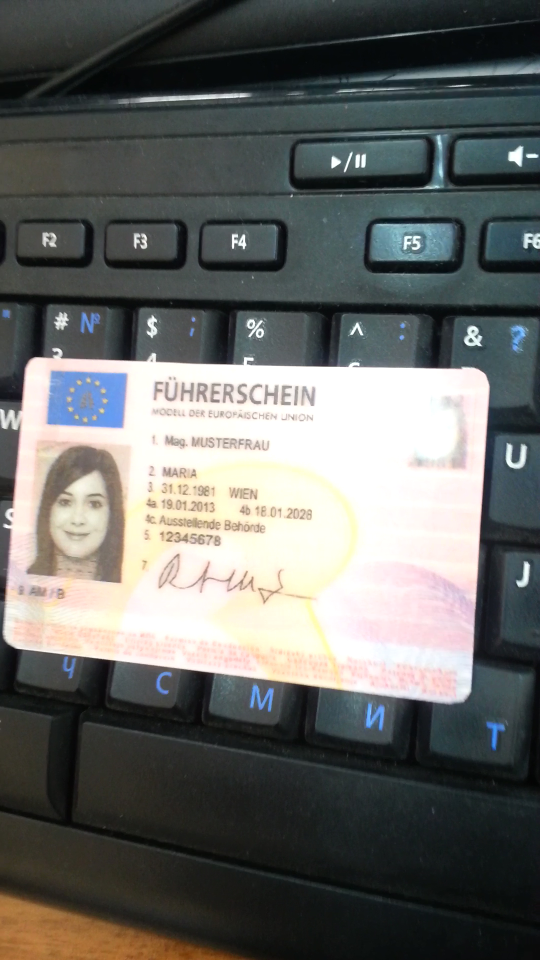 F2 F3 F4 F5 F6
# № $ ; % ^ : & ?
W
U
S
J
FÜHRERSCHEIN
MODELL DER EUROPÄISCHEN UNION
A
1. Mag. MUSTERFRAU
2. MARIA
3. 31.12.1981 WIEN
4a. 19.01.2013 4b. 18.01.2028
4c. Ausstellende Behörde
5. 12345678
7.
9. AM / B
Ч С М И Т